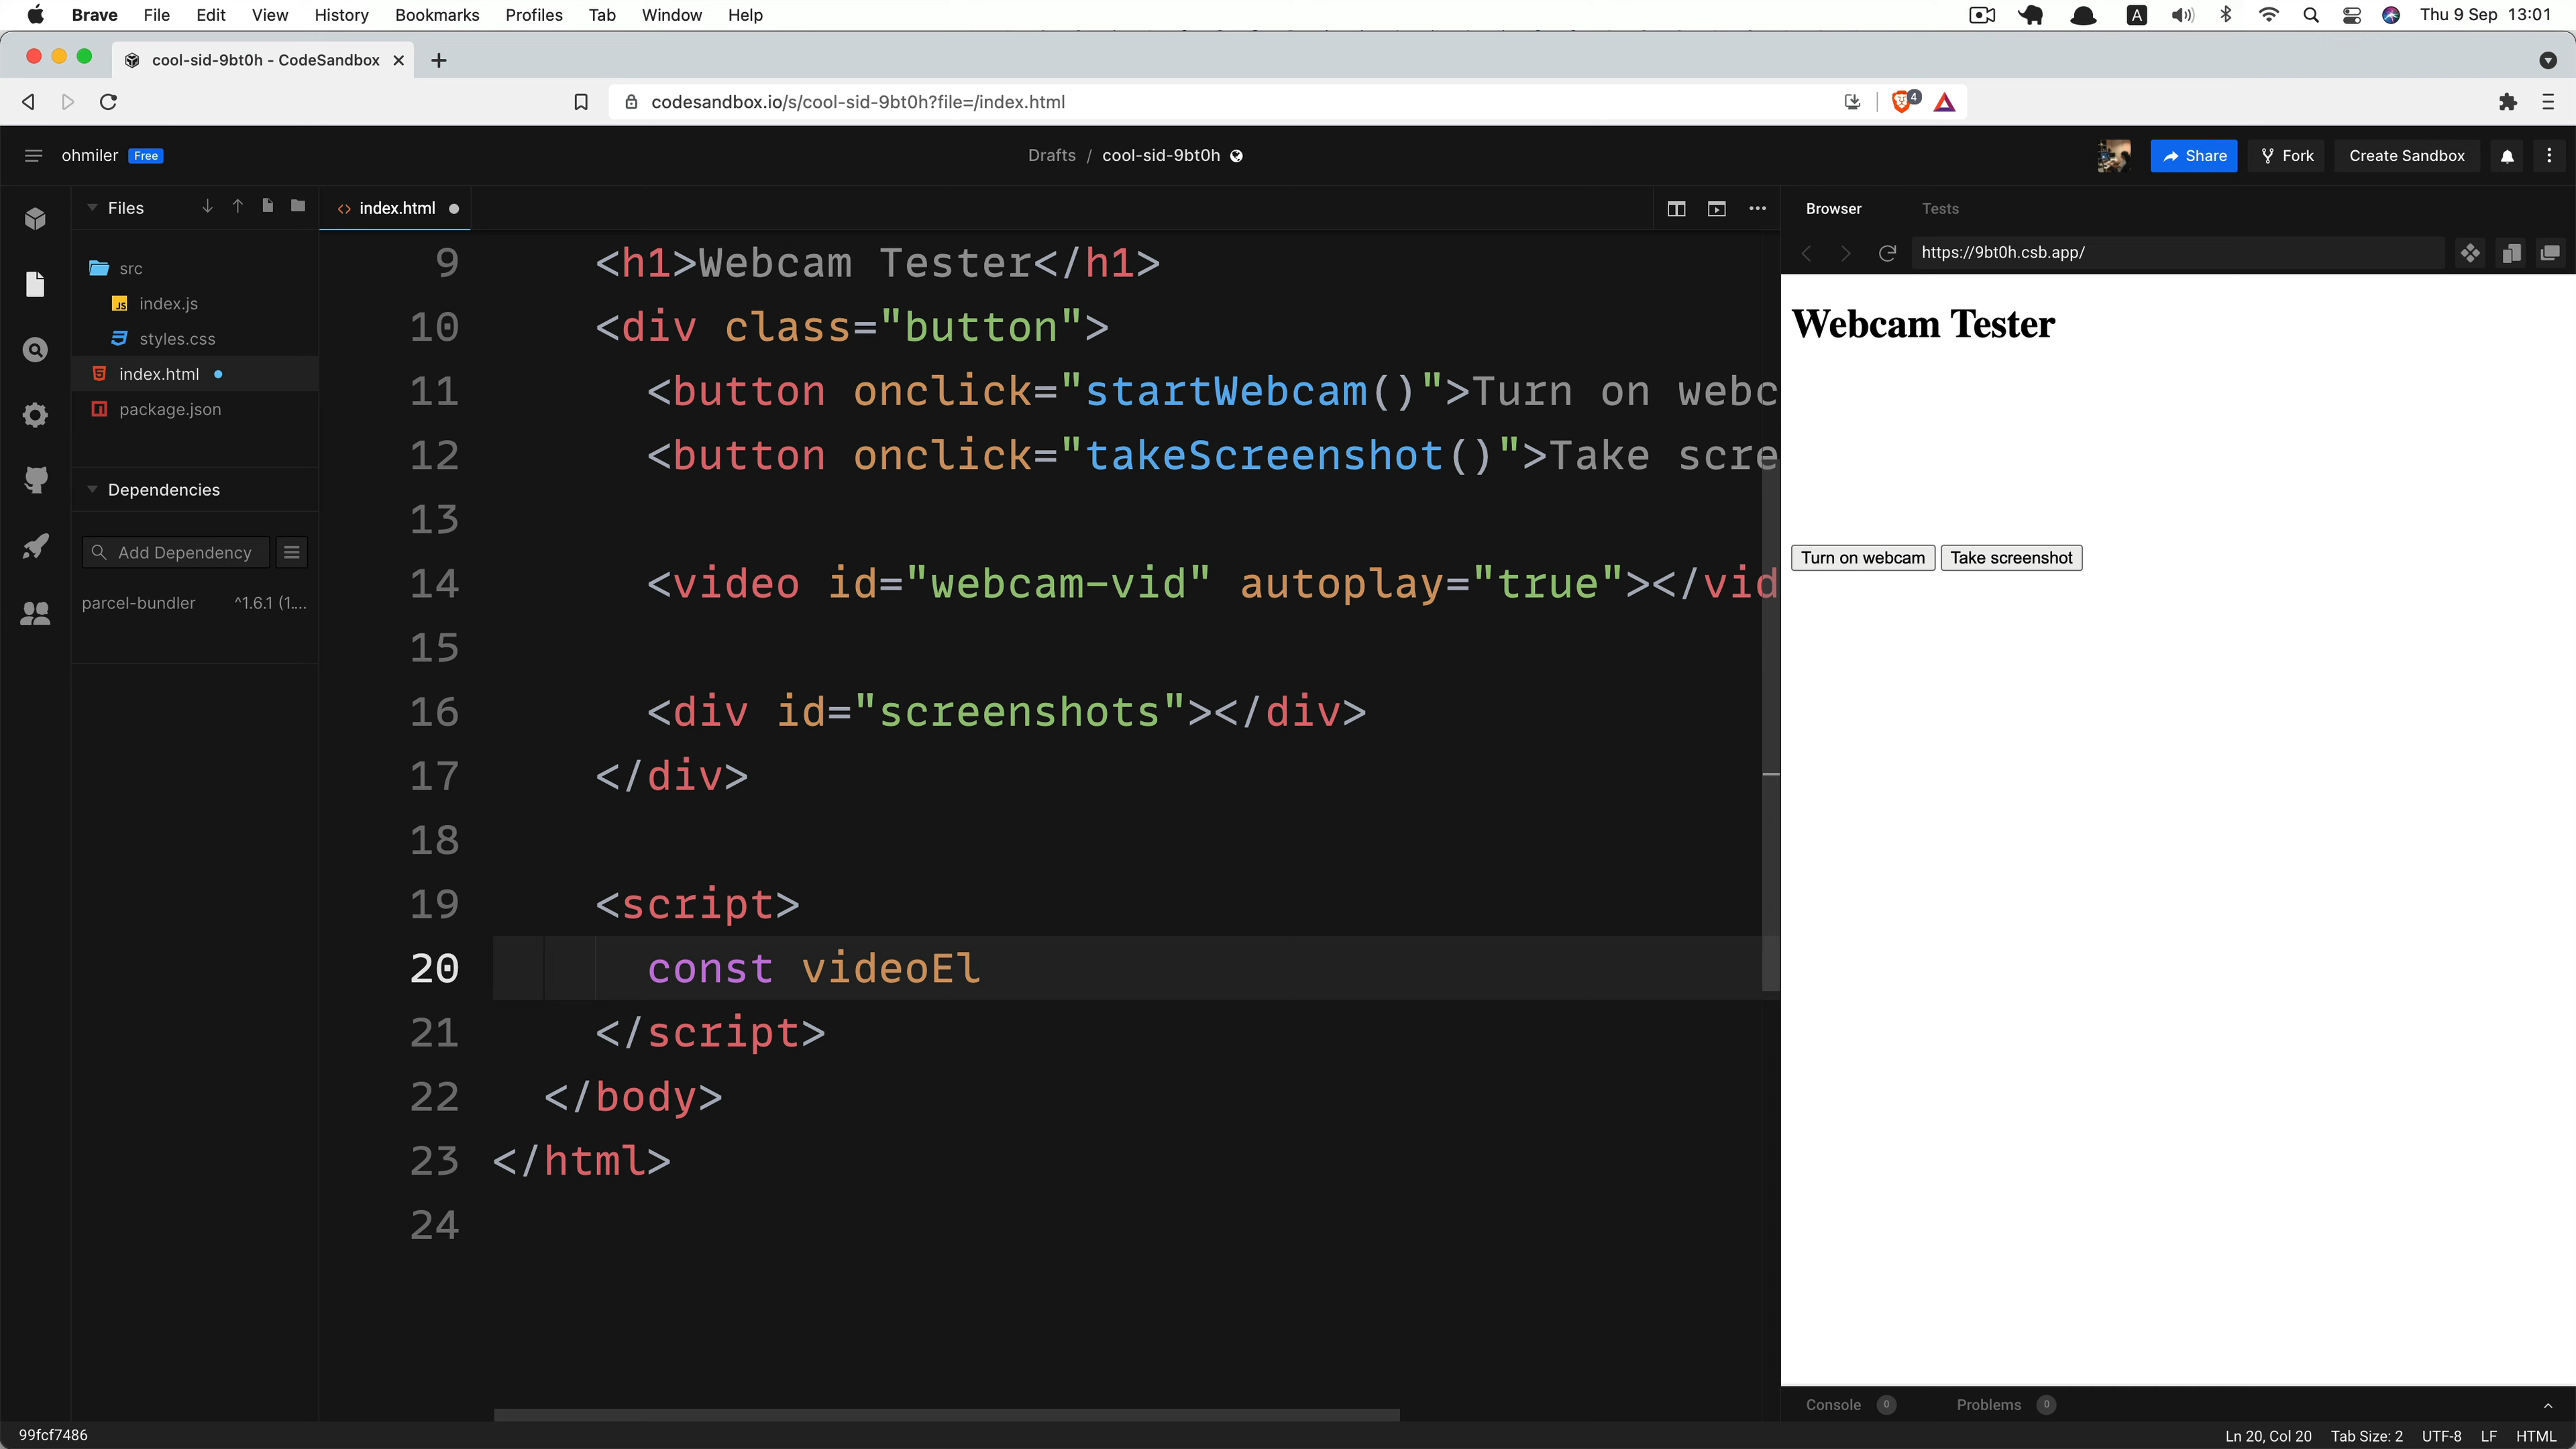 Brave File Edit View History Bookmarks Profiles Tab Window Help A Thu 9 Sep 13:01
cool-sid-9bt0h - CodeSandbox
codesandbox.io/s/cool-sid-9bt0h?file=/index.html 4
ohmiler Free Drafts / cool-sid-9bt0h Share Fork Create Sandbox
Files
src
JS index.js
styles.css
index.html
package.json
Dependencies
Add Dependency
parcel-bundler ^1.6.1 (1....
<> index.html
9 <h1>Webcam Tester</h1>
10 <div class="button">
11 <button onclick="startWebcam()">Turn on webc
12 <button onclick="takeScreenshot()">Take scre
13
14 <video id="webcam-vid" autoplay="true"></vid
15
16 <div id="screenshots"></div>
17 </div>
18
19 <script>
20 const videoEl
21 </script>
22 </body>
23 </html>
24
Browser Tests
https://9bt0h.csb.app/
Webcam Tester
Turn on webcam Take screenshot
Console 0 Problems 0
99fcf7486 Ln 20, Col 20 Tab Size: 2 UTF-8 LF HTML